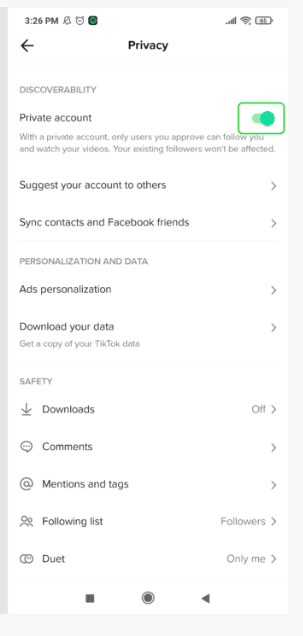 3:26 PM 65
Privacy
DISCOVERABILITY
Private account
With a private account, only users you approve can follow you
and watch your videos. Your existing followers won't be affected.
Suggest your account to others
Sync contacts and Facebook friends
PERSONALIZATION AND DATA
Ads personalization
Download your data
Get a copy of your TikTok data
SAFETY
Downloads Off
Comments
Mentions and tags
Following list Followers
Duet Only me